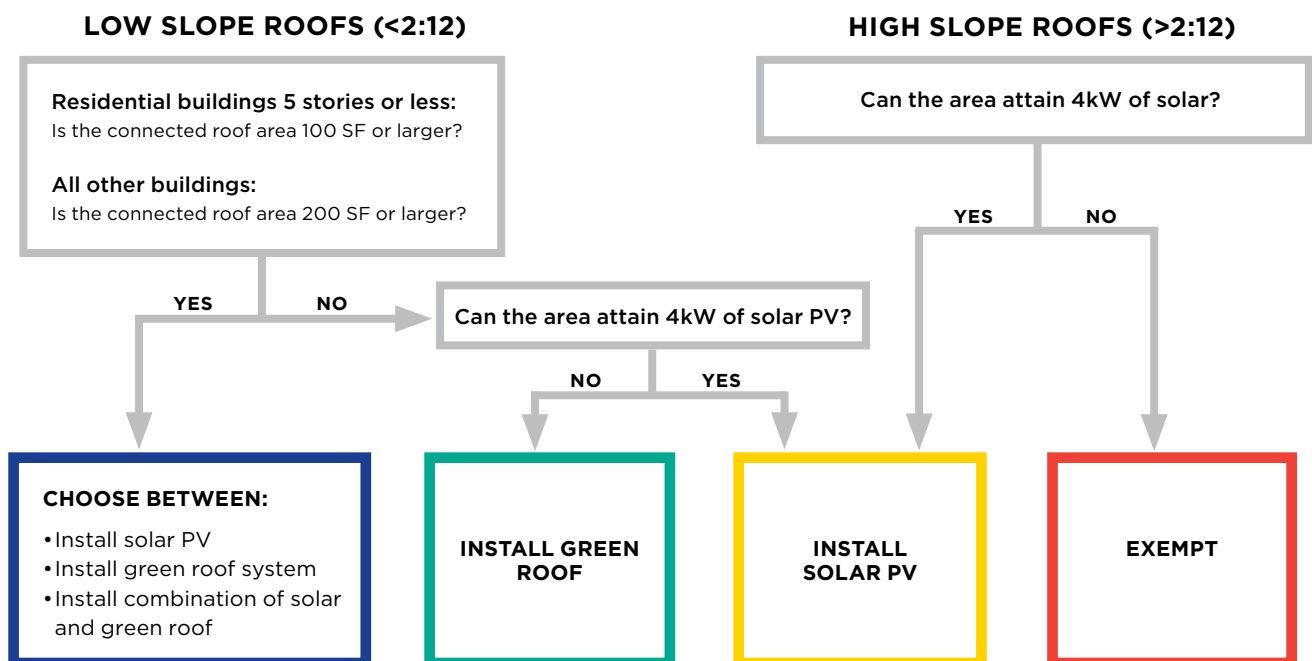 LOW SLOPE ROOFS (<2:12)
Residential buildings 5 stories or less:
Is the connected roof area 100 SF or larger?
All other buildings:
Is the connected roof area 200 SF or larger?
YES
NO
Can the area attain 4kW of solar PV?
NO
YES
HIGH SLOPE ROOFS (>2:12)
Can the area attain 4kW of solar?
YES
NO
CHOOSE BETWEEN:
•Install solar PV
•Install green roof system
•Install combination of solar
and green roof
INSTALL GREEN
ROOF
INSTALL
SOLAR PV
EXEMPT